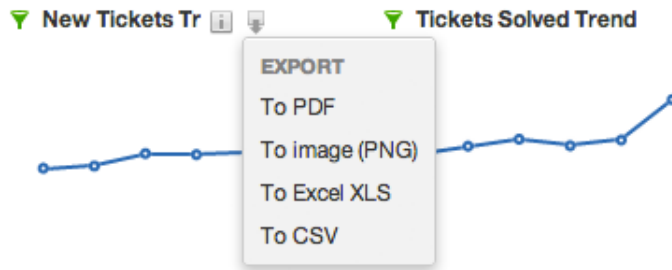 New Tickets Tr
Tickets Solved Trend
EXPORT
To PDF
To image (PNG)
To Excel XLS
To CSV